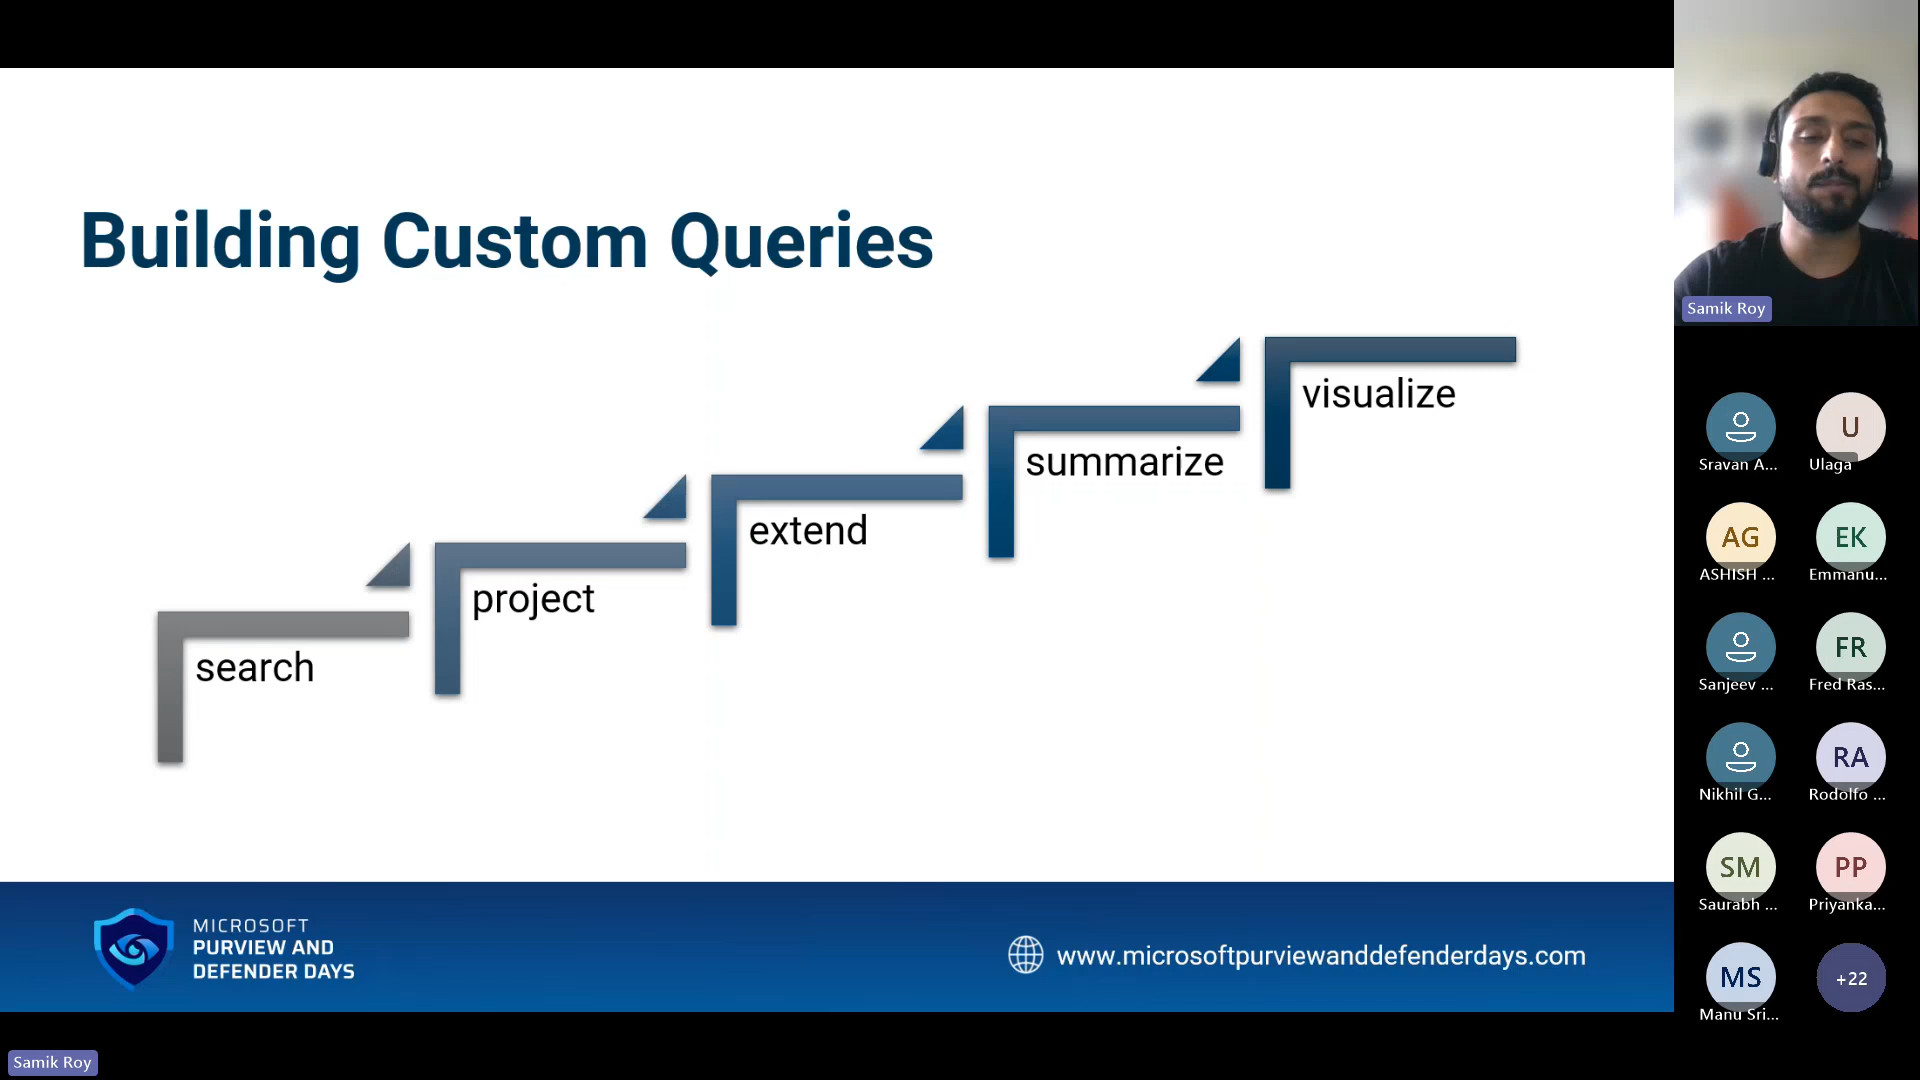 Building Custom Queries
visualize
summarize
extend
project
search
MICROSOFT
PURVIEW AND
DEFENDER DAYS
www.microsoftpurviewanddefenderdays.com
Samik Roy
Samik Roy
Sravan A...
U
Ulaga
AG
ASHISH ...
EK
Emmanu...
Sanjeev ...
FR
Fred Ras...
Nikhil G...
RA
Rodolfo ...
SM
Saurabh ...
PP
Priyanka...
MS
Manu Sri...
+22